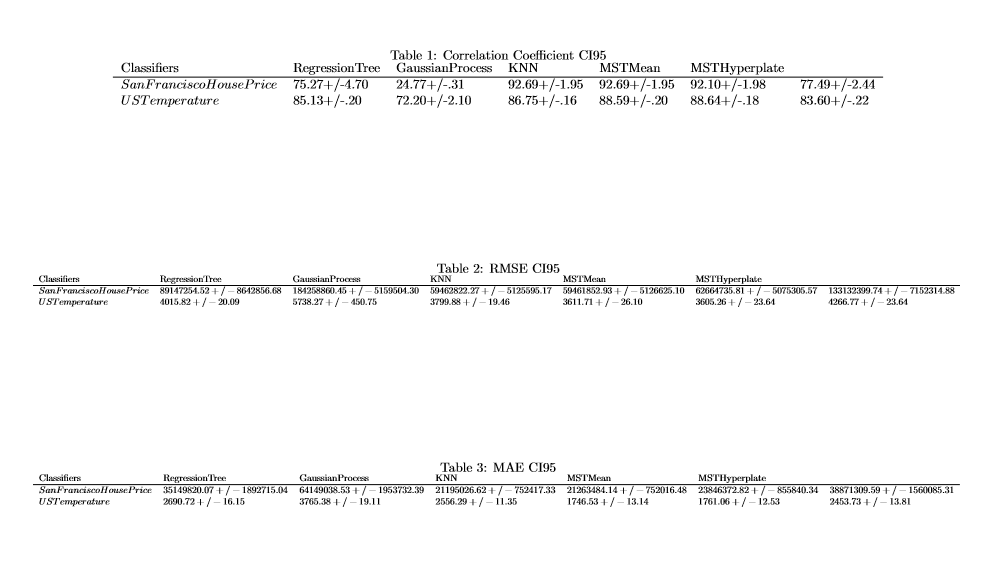 Table 1: Correlation Coefficient CI95
Classifiers RegressionTree GaussianProcess KNN MSTMean MSTHyperplate
SanFranciscoHousePrice 75.27+/-4.70 24.77+/-.31 92.69+/-1.95 92.69+/-1.95 92.10+/-1.98 77.49+/-2.44
USTemperature 85.13+/-.20 72.20+/-2.10 86.75+/-.16 88.59+/-.20 88.64+/-.18 83.60+/-.22
Table 2: RMSE CI95
Classifiers RegressionTree GaussianProcess KNN MSTMean MSTHyperplate
SanFranciscoHousePrice 89147254.52 + / − 8642856.68 184258860.45 + / − 5159504.30 59462822.27 + / − 5125595.17 59461852.93 + / − 5126625.10 62664735.81 + / − 5075305.57 133132399.74 + / − 7152314.88
USTemperature 4015.82 + / − 20.09 5738.27 + / − 450.75 3799.88 + / − 19.46 3611.71 + / − 26.10 3605.26 + / − 23.64 4266.77 + / − 23.64
Table 3: MAE CI95
Classifiers RegressionTree GaussianProcess KNN MSTMean MSTHyperplate
SanFranciscoHousePrice 35149820.07 + / − 1892715.04 64149038.53 + / − 1953732.39 21195026.62 + / − 752417.33 21263484.14 + / − 752016.48 23846372.82 + / − 855840.34 38871309.59 + / − 1560085.31
USTemperature 2690.72 + / − 16.15 3765.38 + / − 19.11 2556.29 + / − 11.35 1746.53 + / − 13.14 1761.06 + / − 12.53 2453.73 + / − 13.81